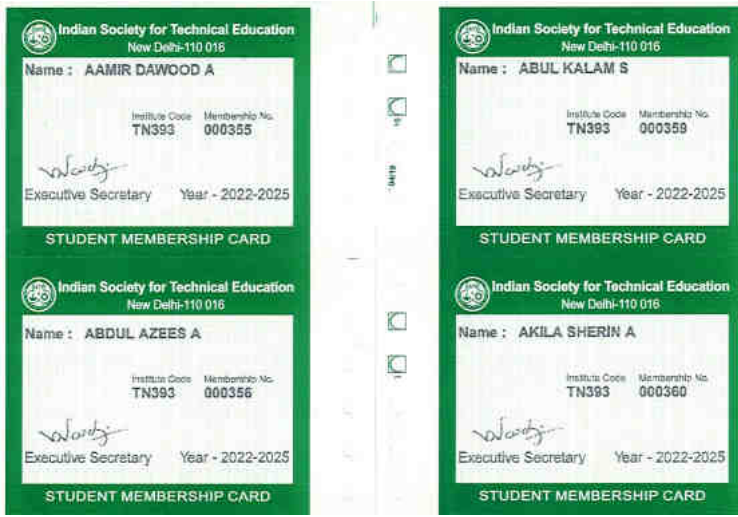 Indian Society for Technical Education
New Delhi-110 016
Name : AAMIR DAWOOD A
Institute Code Membership No.
TN393 000355
Executive Secretary Year - 2022-2025
STUDENT MEMBERSHIP CARD
Indian Society for Technical Education
New Delhi-110 016
Name : ABDUL AZEES A
Institute Code Membership No.
TN393 000356
Executive Secretary Year - 2022-2025
STUDENT MEMBERSHIP CARD
Indian Society for Technical Education
New Delhi-110 016
Name : ABUL KALAM S
Institute Code Membership No.
TN393 000359
Executive Secretary Year - 2022-2025
STUDENT MEMBERSHIP CARD
Indian Society for Technical Education
New Delhi-110 016
Name : AKILA SHERIN A
Institute Code Membership No.
TN393 000360
Executive Secretary Year - 2022-2025
STUDENT MEMBERSHIP CARD